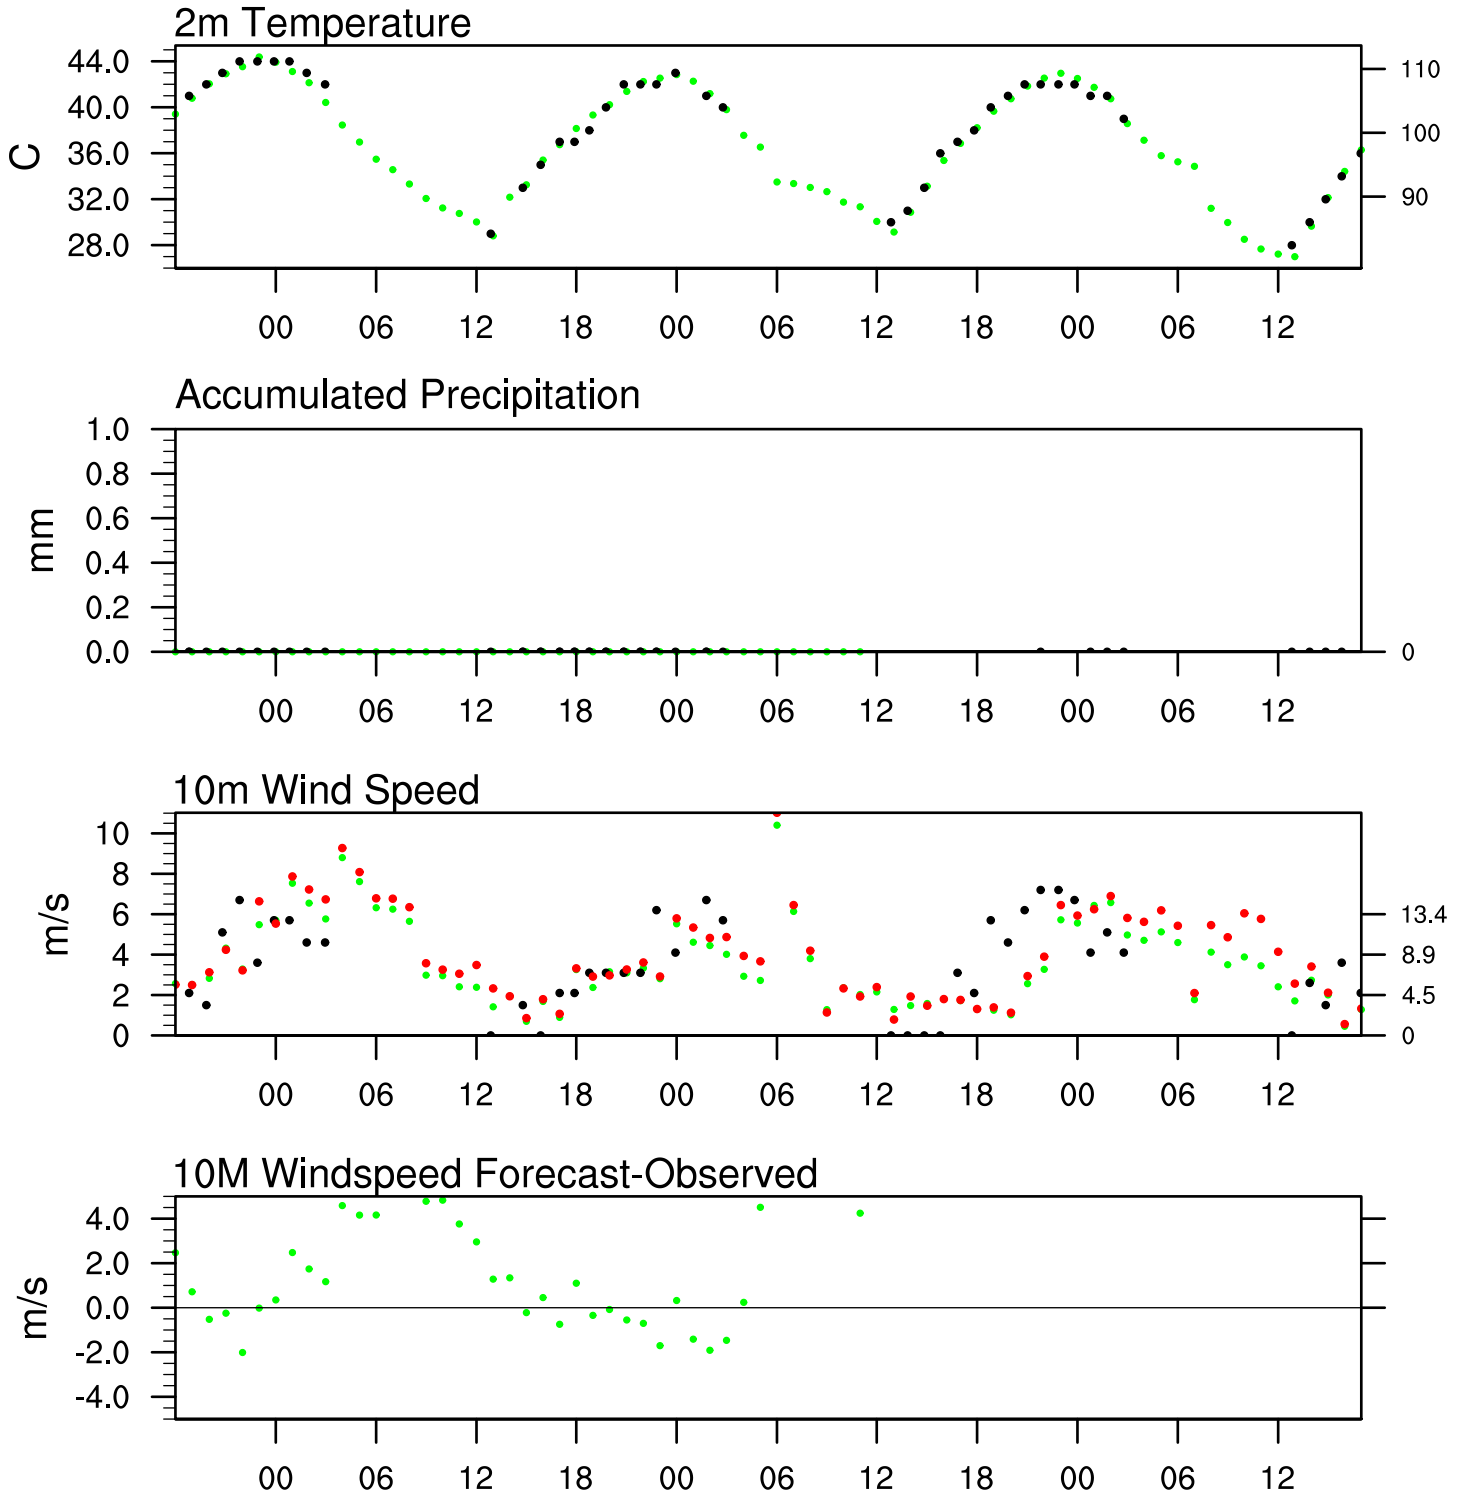 2m Temperature
44.0
110
40.0
100
C
36.0
32.0
90
28.0
00 06 12 18 00 06 12 18 00 06 12
Accumulated Precipitation
1.0
0.8
0.6
mm
0.4
0.2
0.0
0
00 06 12 18 00 06 12 18 00 06 12
10m Wind Speed
10
8
6
13.4
m/s
4
8.9
2
4.5
0
0
00 06 12 18 00 06 12 18 00 06 12
10M Windspeed Forecast-Observed
4.0
2.0
m/s
0.0
-2.0
-4.0
00 06 12 18 00 06 12 18 00 06 12